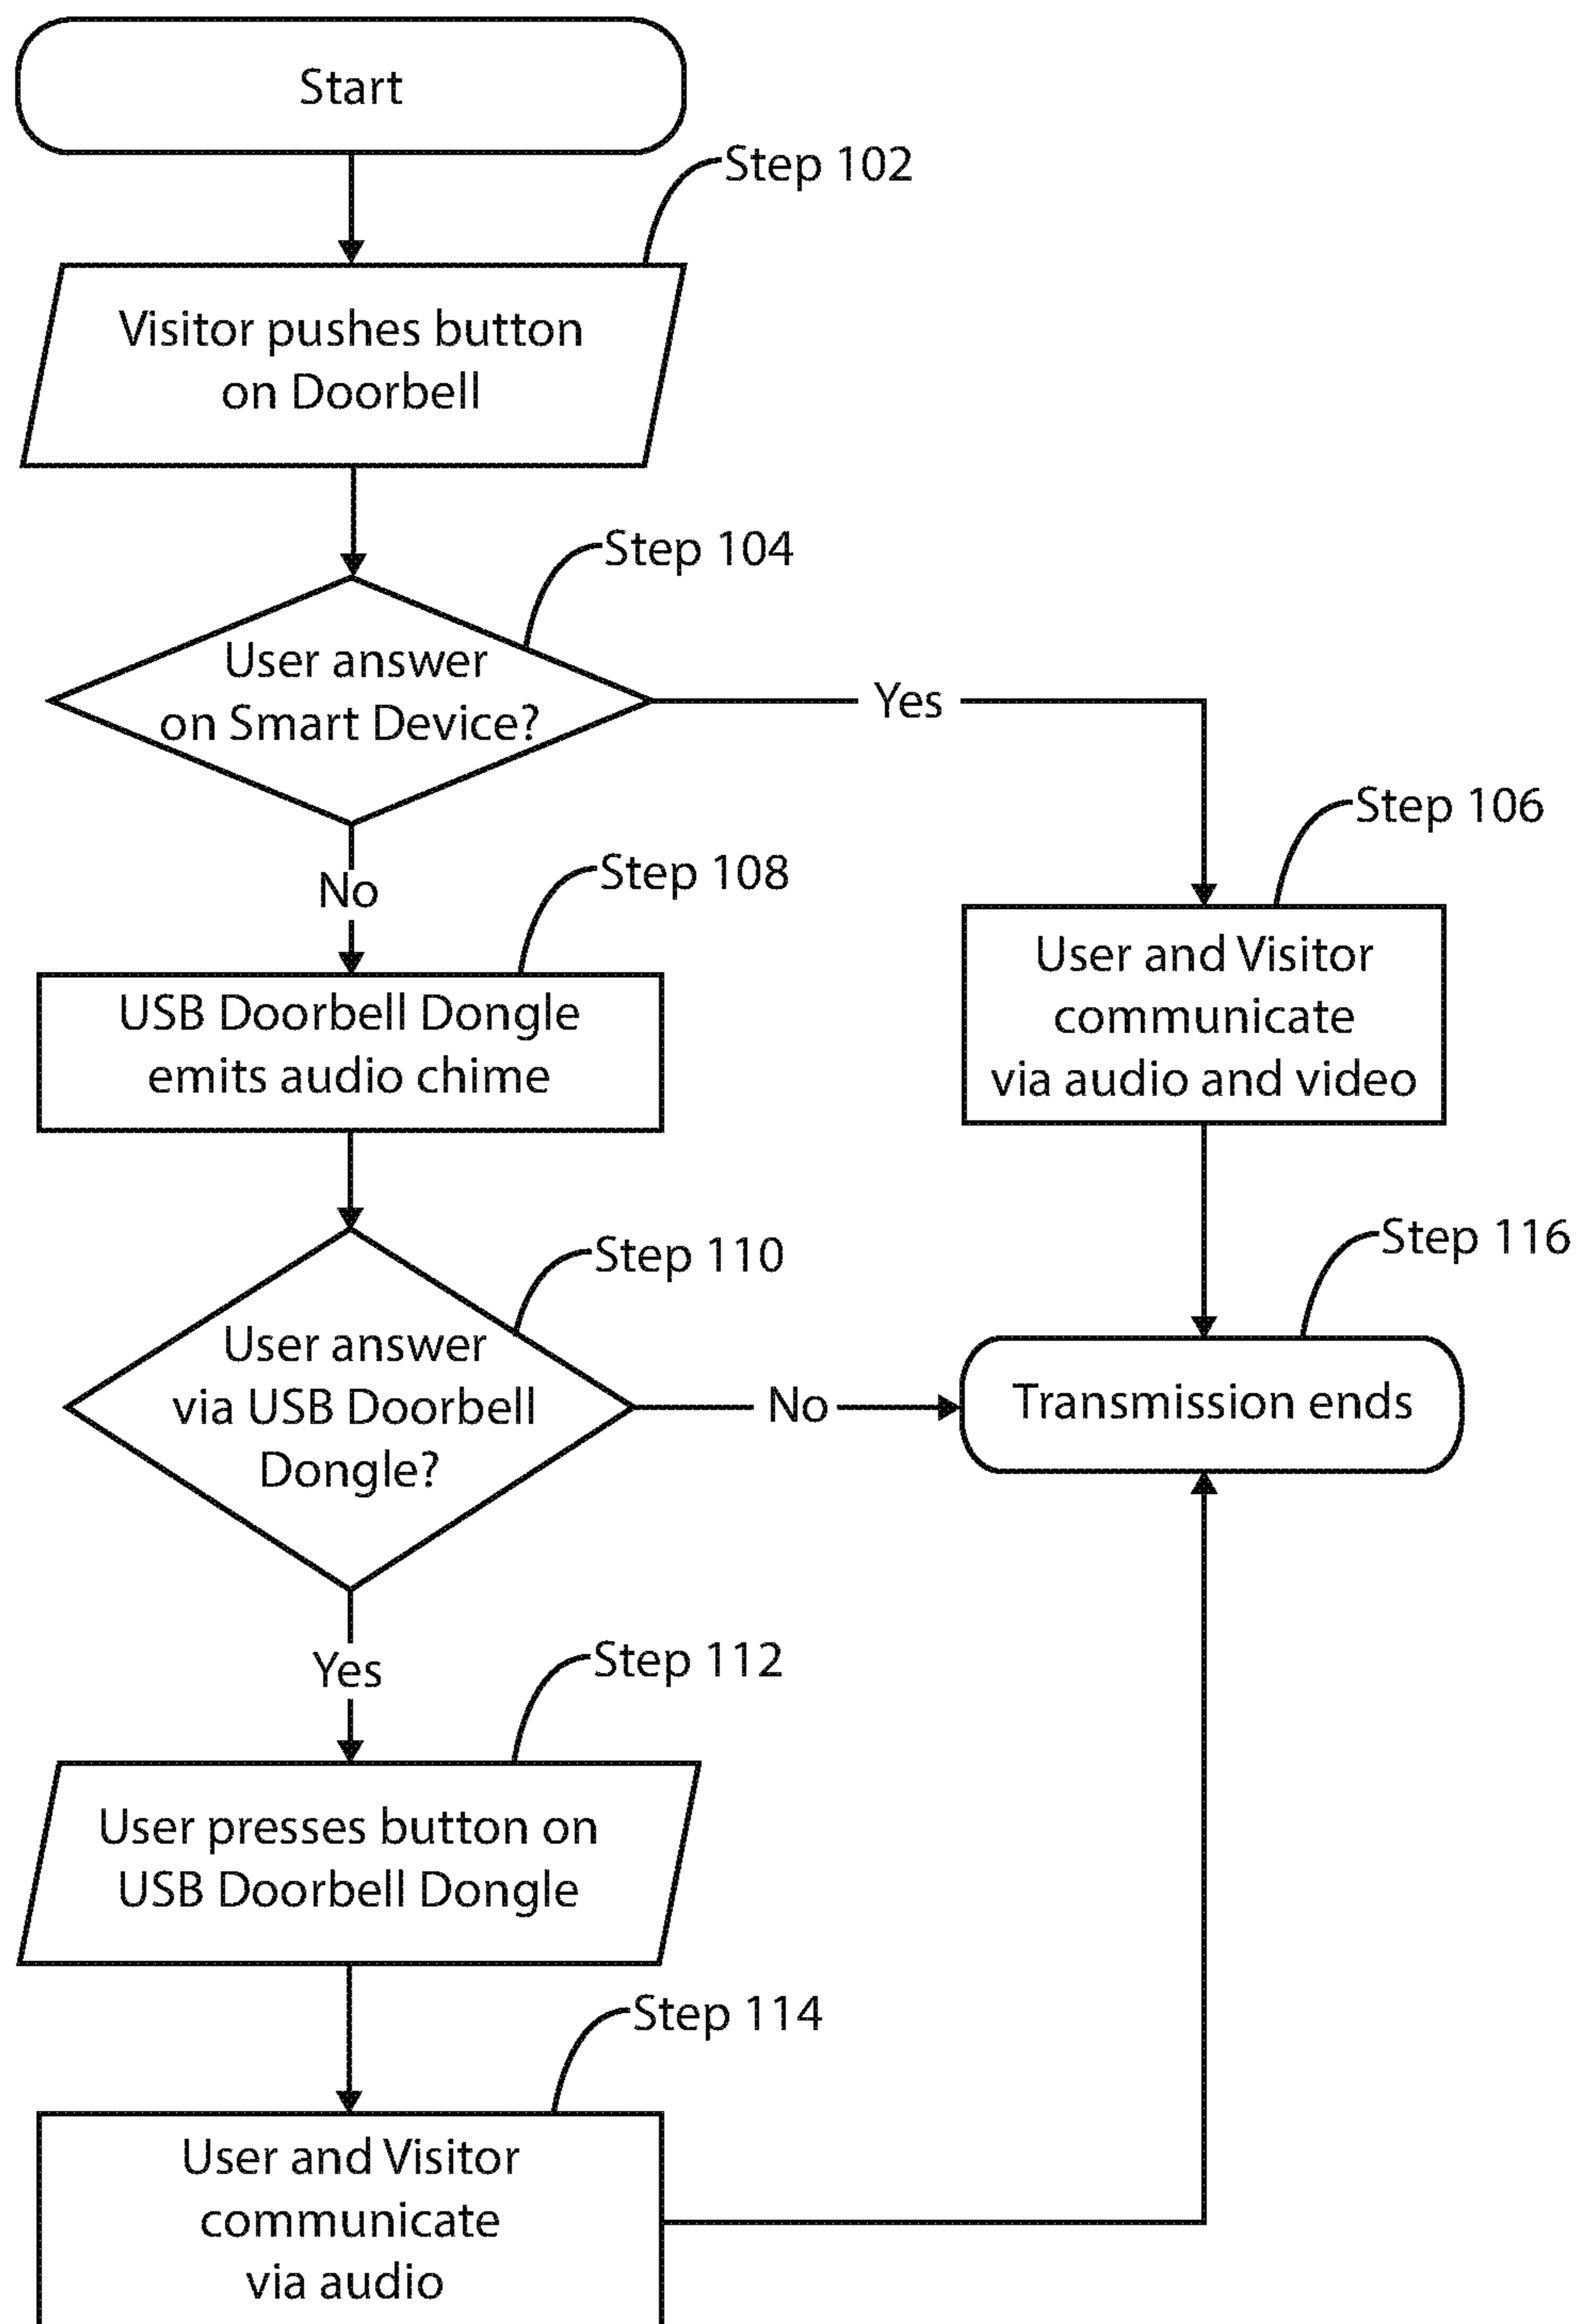 Start
Step 102
Visitor pushes button
on Doorbell
Step 104
User answer
on Smart Device?
Yes
Step 106
No
Step 108
User and Visitor
communicate
via audio and video
USB Doorbell Dongle
emits audio chime
Step 110
Step 116
User answer
via USB Doorbell
Dongle?
No
Transmission ends
Yes
Step 112
User presses button on
USB Doorbell Dongle
Step 114
User and Visitor
communicate
via audio